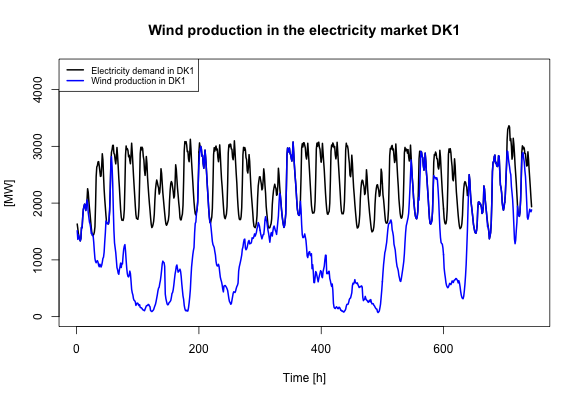 Wind production in the electricity market DK1
Electricity demand in DK1
Wind production in DK1
[MW]
4000
3000
2000
1000
0
0 200 400 600
Time [h]